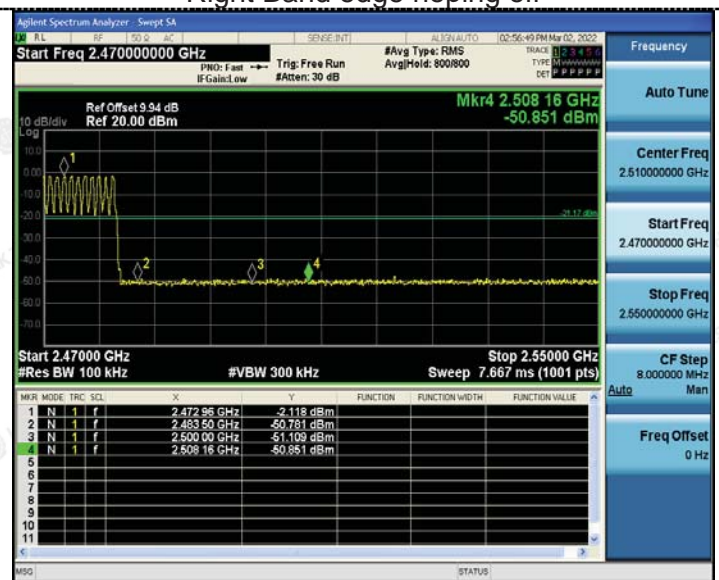 Right Band edge hoping off
Agilent Spectrum Analyzer - Swept SA
RL RF 50 Ω AC SENSE:INT ALIGN AUTO 02:56:49 PM Mar 02, 2022
Start Freq 2.470000000 GHz
PNO: Fast
IFGain:Low
Trig: Free Run
#Atten: 30 dB
#Avg Type: RMS
Avg|Hold: 800/800
TRACE 1 2 3 4 5 6
TYPE M
DET P P P P P P
Frequency
Auto Tune
Center Freq
2.510000000 GHz
Start Freq
2.470000000 GHz
Stop Freq
2.550000000 GHz
CF Step
8.000000 MHz
Auto Man
Freq Offset
0 Hz
Ref Offset 9.94 dB
10 dB/div Ref 20.00 dBm
Log
Mkr4 2.508 16 GHz
-50.851 dBm
10.0
0.00
-10.0
-20.0
-30.0
-40.0
-50.0
-60.0
-70.0
1
2
3
4
-21.17 dBm
Start 2.47000 GHz Stop 2.55000 GHz
#Res BW 100 kHz #VBW 300 kHz Sweep 7.667 ms (1001 pts)
MKR MODE TRC SCL X Y FUNCTION FUNCTION WIDTH FUNCTION VALUE
1 N 1 f 2.472 96 GHz -2.118 dBm
2 N 1 f 2.483 50 GHz -50.781 dBm
3 N 1 f 2.500 00 GHz -51.109 dBm
4 N 1 f 2.508 16 GHz -50.851 dBm
5
6
7
8
9
10
11
MSG STATUS